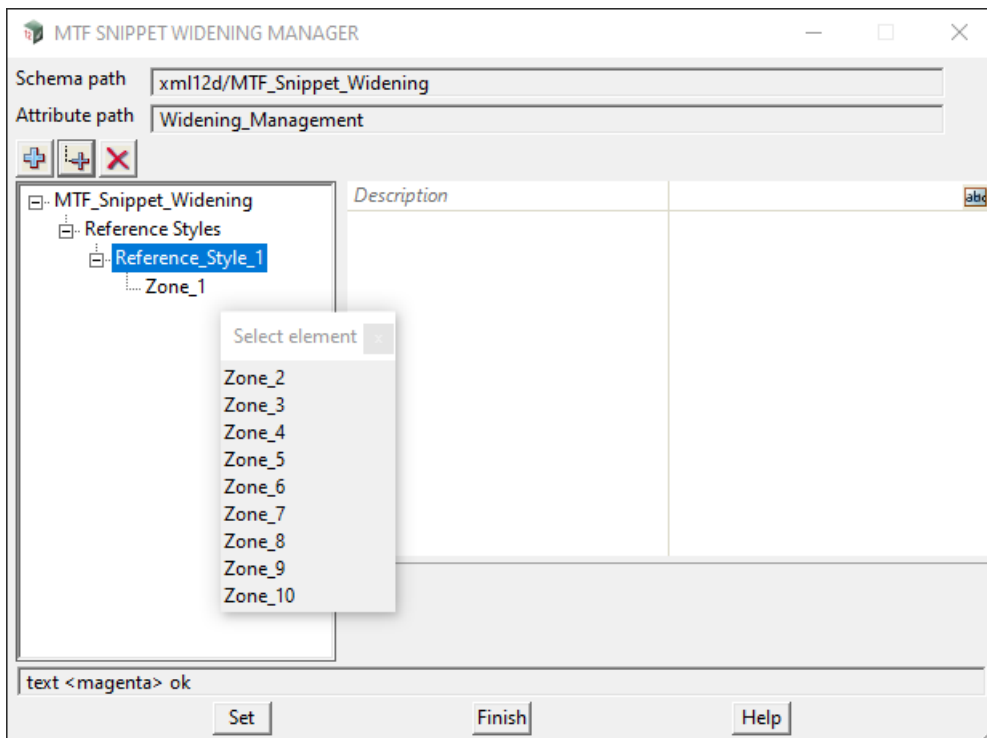 MTF SNIPPET WIDENING MANAGER
Schema path xml12d/MTF_Snippet_Widening
Attribute path Widening_Management
MTF_Snippet_Widening
Description
Reference Styles
Reference_Style_1
Zone_1
Select element
Zone_2
Zone_3
Zone_4
Zone_5
Zone_6
Zone_7
Zone_8
Zone_9
Zone_10
text <magenta> ok
Set Finish Help